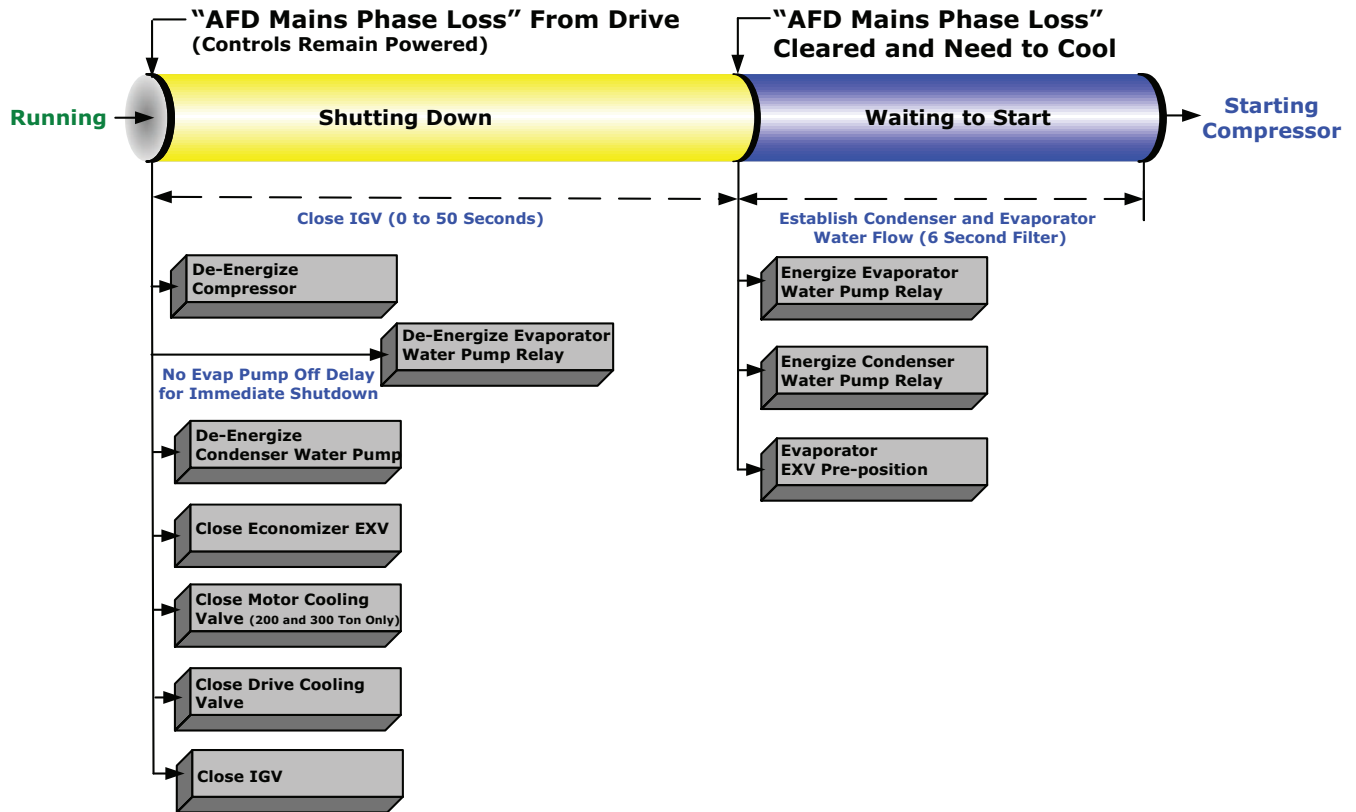 “AFD Mains Phase Loss” From Drive
(Controls Remain Powered)
“AFD Mains Phase Loss”
Cleared and Need to Cool
Running
Shutting Down
Waiting to Start
Starting
Compressor
Close IGV (0 to 50 Seconds)
Establish Condenser and Evaporator
Water Flow (6 Second Filter)
De-Energize
Compressor
De-Energize Evaporator
Water Pump Relay
No Evap Pump Off Delay
for Immediate Shutdown
De-Energize
Condenser Water Pump
Close Economizer EXV
Close Motor Cooling
Valve (200 and 300 Ton Only)
Close Drive Cooling
Valve
Close IGV
Energize Evaporator
Water Pump Relay
Energize Condenser
Water Pump Relay
Evaporator
EXV Pre-position